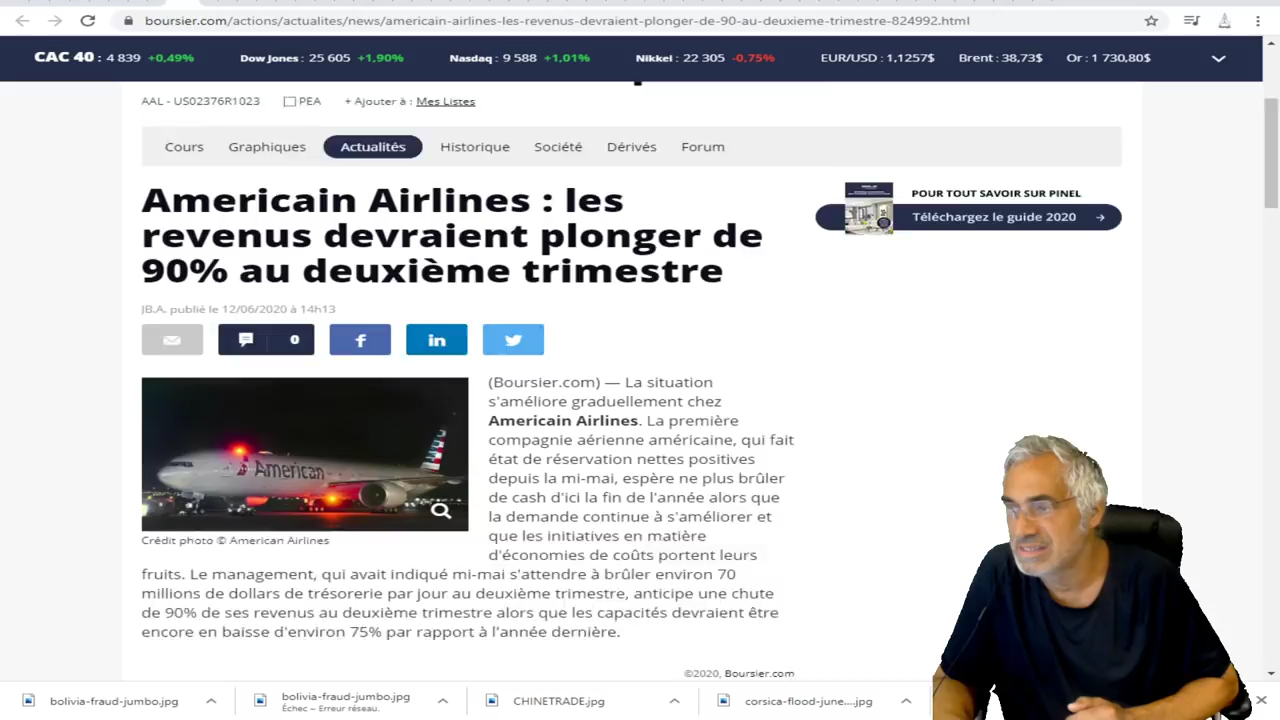 boursier.com/actions/actualites/news/americain-airlines-les-revenus-devraient-plonger-de-90-au-deuxieme-trimestre-824992.html
CAC 40 : 4 839 +0,49% Dow Jones : 25 605 +1,90% Nasdaq : 9 588 +1,01% Nikkei : 22 305 -0,75% EUR/USD : 1,1257$ Brent : 38,73$ Or : 1 730,80$
AAL - US02376R1023 PEA + Ajouter à : Mes Listes
Cours Graphiques Actualités Historique Société Dérivés Forum
Americain Airlines : les
revenus devraient plonger de
90% au deuxième trimestre
POUR TOUT SAVOIR SUR PINEL
Téléchargez le guide 2020 →
JB.A. publié le 12/06/2020 à 14h13
0 f in
American
Crédit photo © American Airlines
(Boursier.com) — La situation
s'améliore graduellement chez
Americain Airlines. La première
compagnie aérienne américaine, qui fait
état de réservation nettes positives
depuis la mi-mai, espère ne plus brûler
de cash d'ici la fin de l'année alors que
la demande continue à s'améliorer et
que les initiatives en matière
d'économies de coûts portent leurs
fruits. Le management, qui avait indiqué mi-mai s'attendre à brûler environ 70
millions de dollars de trésorerie par jour au deuxième trimestre, anticipe une chute
de 90% de ses revenus au deuxième trimestre alors que les capacités devraient être
encore en baisse d'environ 75% par rapport à l'année dernière.
©2020, Boursier.com
bolivia-fraud-jumbo.jpg
bolivia-fraud-jumbo.jpg
Échec – Erreur réseau.
CHINETRADE.jpg
corsica-flood-june....jpg